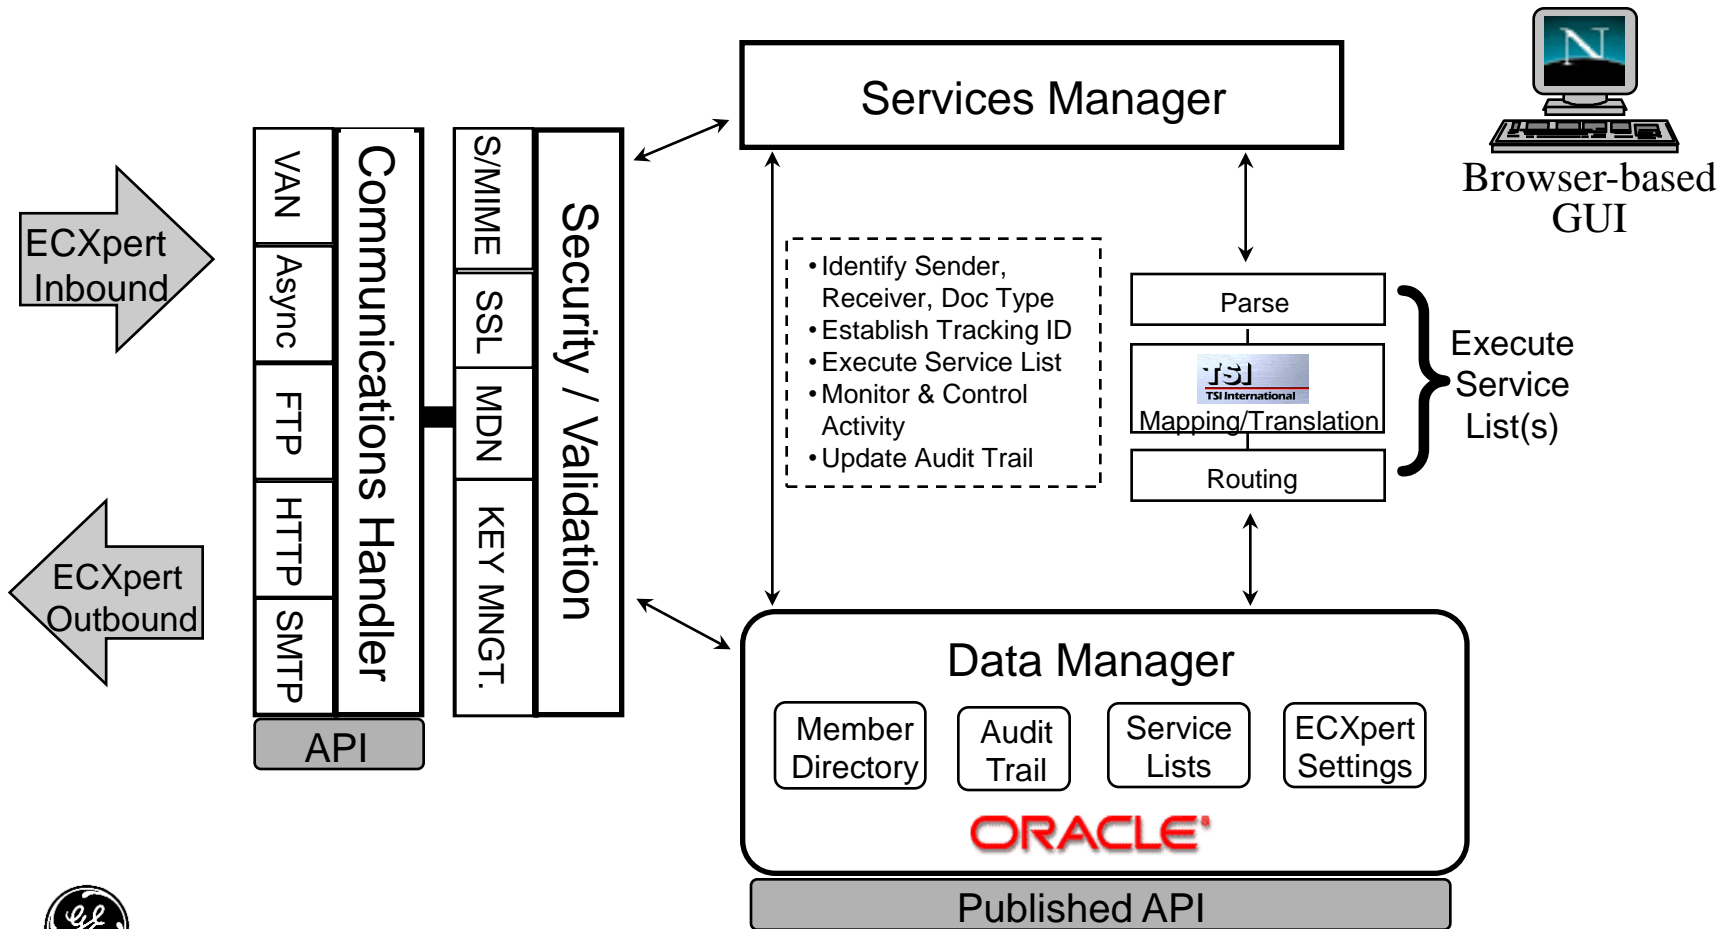 Services Manager
N
Browser-based
GUI
ECXpert
Inbound
ECXpert
Outbound
VAN
Async
FTP
HTTP
SMTP
Communications Handler
API
S/MIME
SSL
MDN
KEY MNGT.
Security / Validation
• Identify Sender,
Receiver, Doc Type
• Establish Tracking ID
• Execute Service List
• Monitor & Control
Activity
• Update Audit Trail
Parse
TSI
TSI International
Mapping/Translation
Routing
Execute
Service
List(s)
Data Manager
Member
Directory
Audit
Trail
Service
Lists
ECXpert
Settings
ORACLE®
Published API
GE